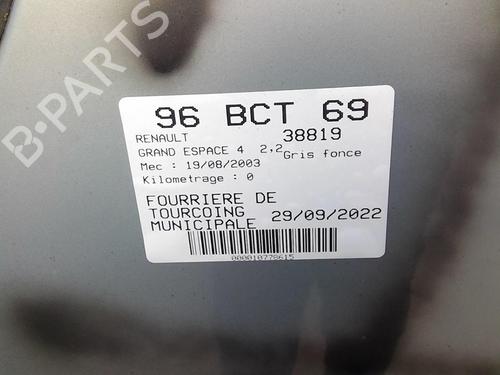 B-PARTS
96 BCT 69
RENAULT 38819
GRAND ESPACE 4 2,2 Gris fonce
Mec : 19/08/2003
Kilometrage : 0
FOURRIERE DE
TOURCOING
MUNICIPALE 29/09/2022
000010778615